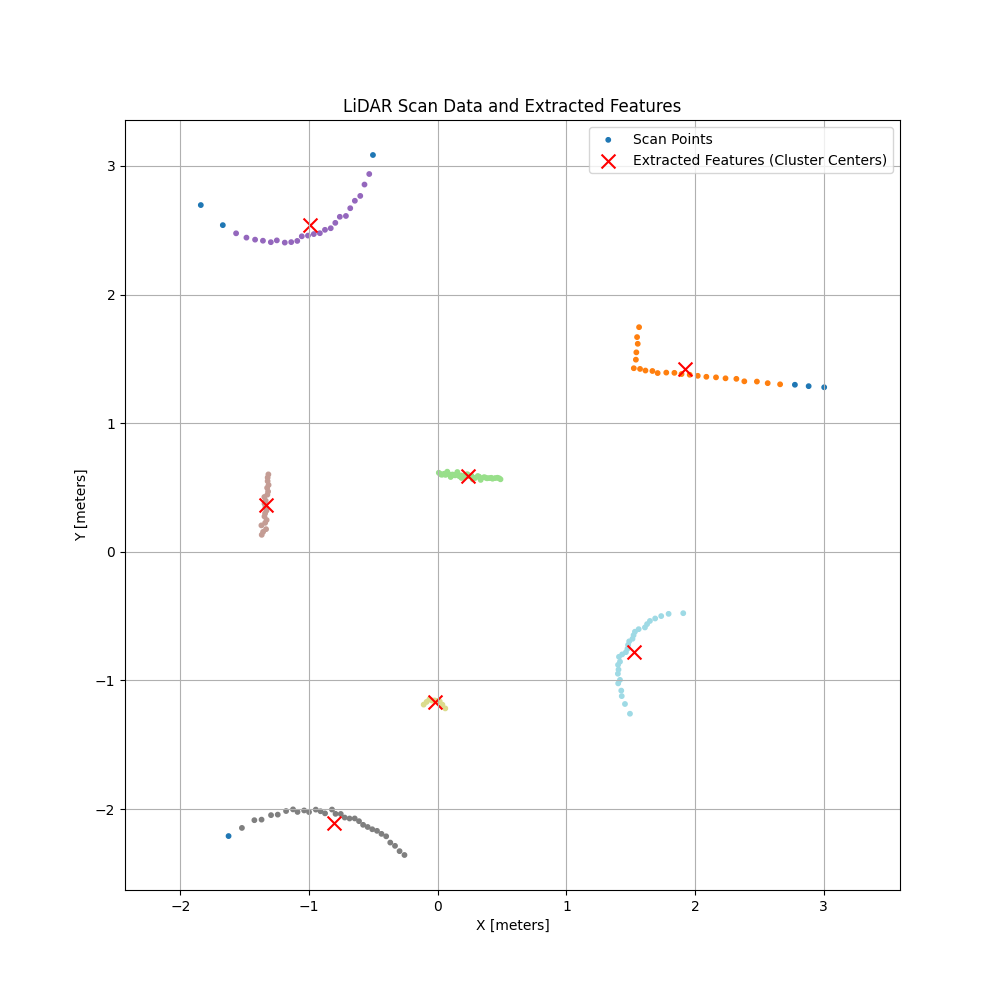 LiDAR Scan Data and Extracted Features
Scan Points
Extracted Features (Cluster Centers)
3
2
1
0
−1
−2
Y [meters]
−2 −1 0 1 2 3
X [meters]